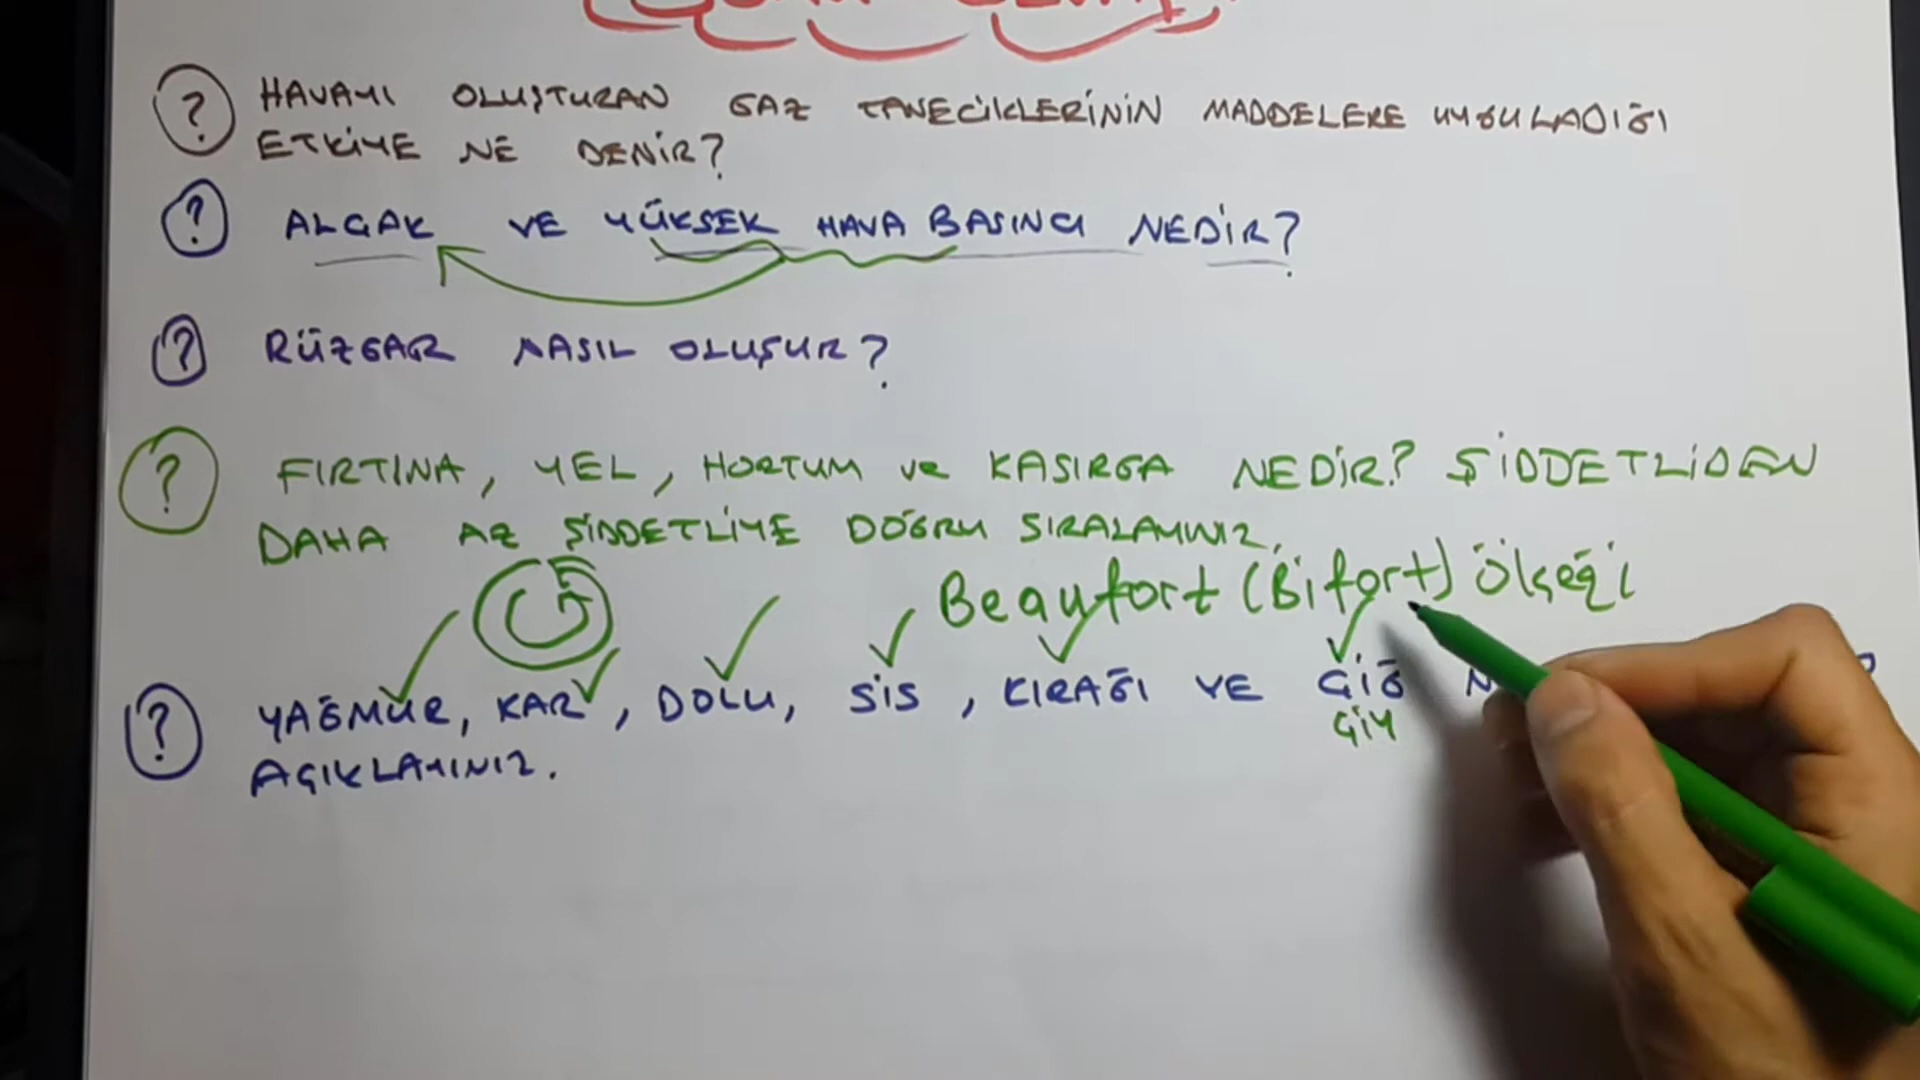 HAVAYI OLUŞTURAN GAZ TANECİKLERİNİN MADDELERE UYGULADIĞI
ETKİYE NE DENİR?
ALÇAK VE YÜKSEK HAVA BASINCI NEDİR?
RÜZGAR NASIL OLUŞUR?
FIRTINA, YEL, HORTUM ve KASIRGA NEDİR? ŞİDDETLİDEN
DAHA AZ ŞİDDETLİYE DOĞRU SIRALAYINIZ.
Beaufort (Bifort) Ölçeği
YAĞMUR, KAR, DOLU, SİS, KIRAĞI VE ÇİĞ
ÇİY
AÇIKLAYINIZ.